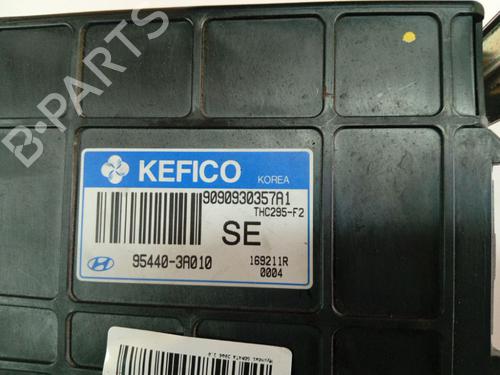 B-PARTS
KEFICO KOREA
9090930357A1
THC295-F2
SE
95440-3A010 169211R
0004